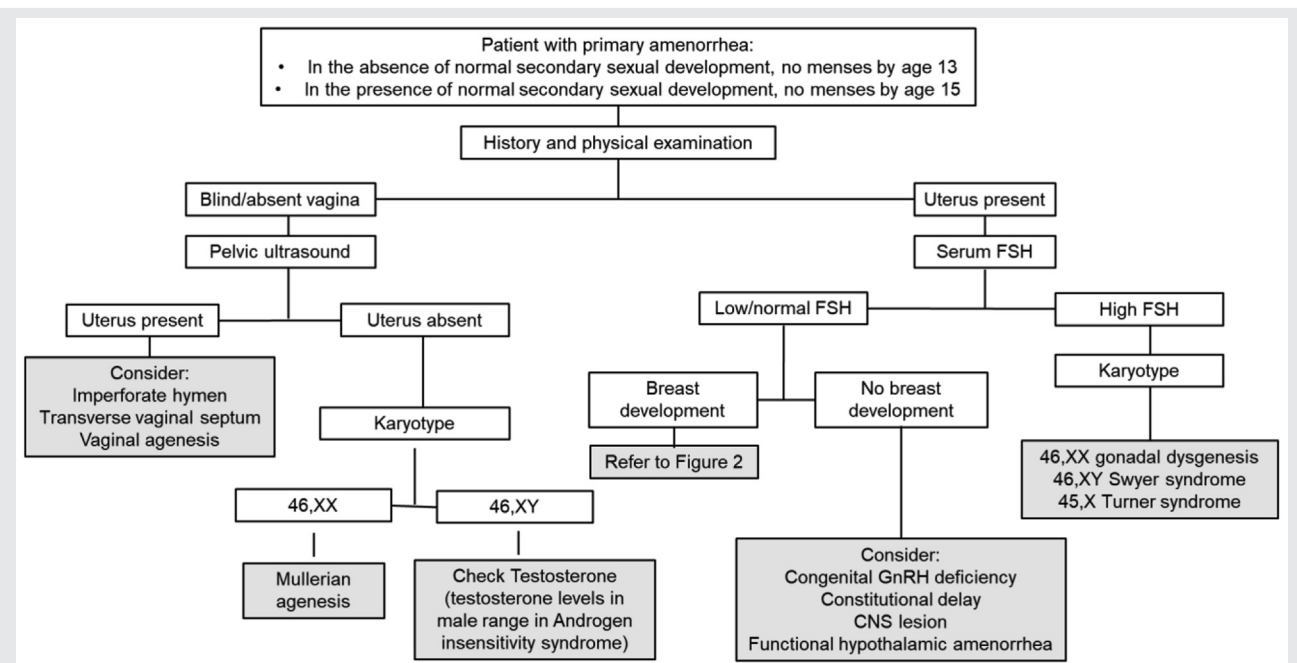 Patient with primary amenorrhea:
• In the absence of normal secondary sexual development, no menses by age 13
• In the presence of normal secondary sexual development, no menses by age 15
History and physical examination
Blind/absent vagina
Uterus present
Pelvic ultrasound
Serum FSH
Uterus present
Uterus absent
Low/normal FSH
High FSH
Consider:
Imperforate hymen
Transverse vaginal septum
Vaginal agenesis
Karyotype
Breast
development
No breast
development
Karyotype
Refer to Figure 2
46,XX gonadal dysgenesis
46,XY Swyer syndrome
45,X Turner syndrome
46,XX
46,XY
Mullerian
agenesis
Check Testosterone
(testosterone levels in
male range in Androgen
insensitivity syndrome)
Consider:
Congenital GnRH deficiency
Constitutional delay
CNS lesion
Functional hypothalamic amenorrhea